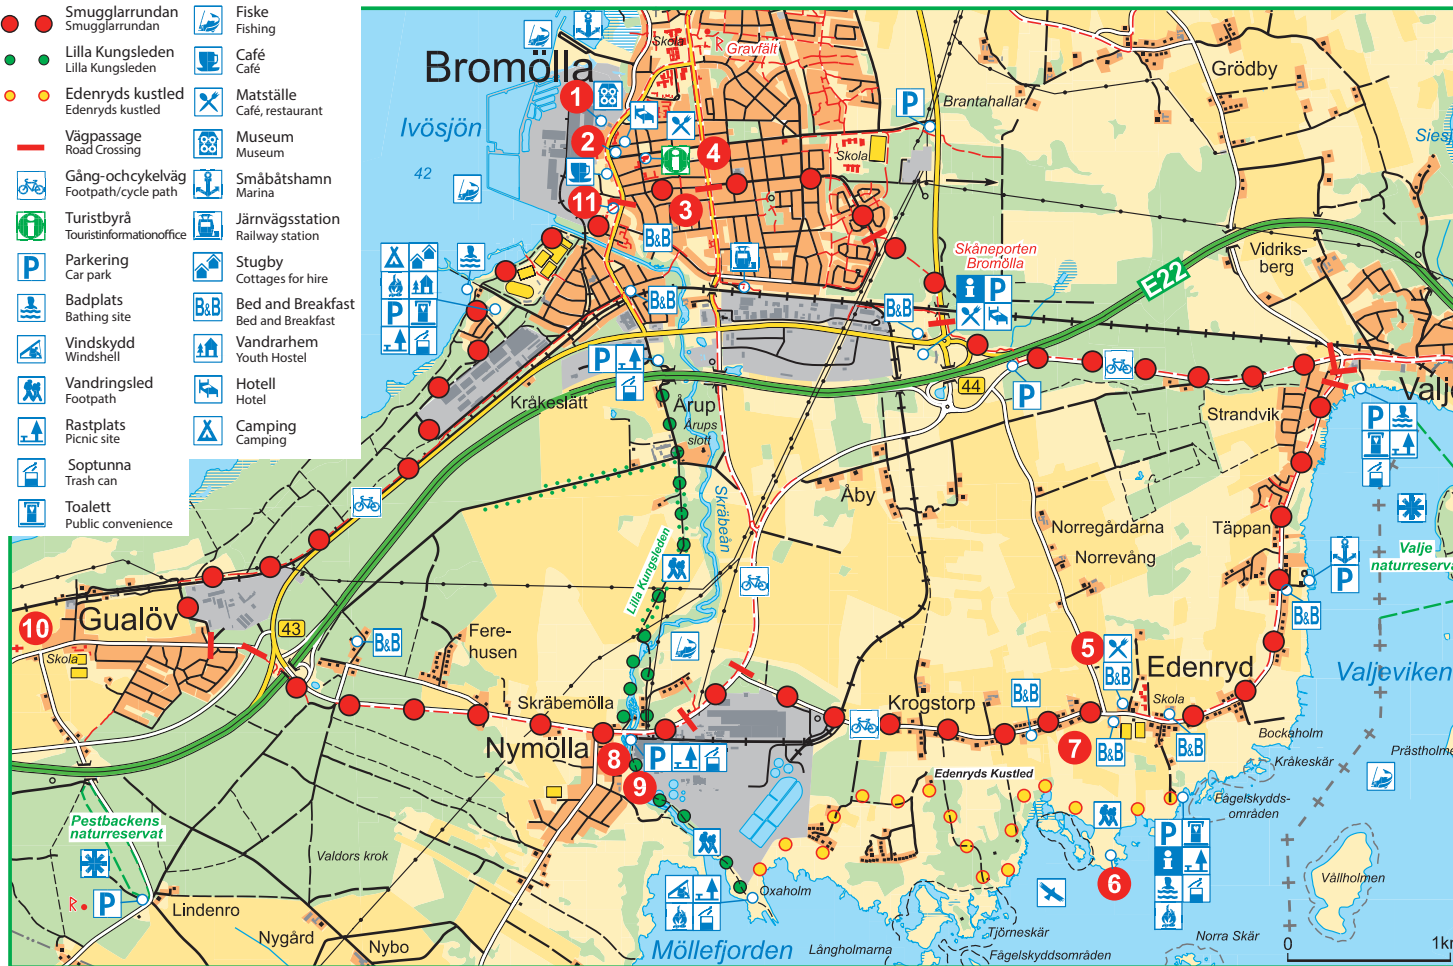 Smugglarrundan
Smugglarrundan
Lilla Kungsleden
Lilla Kungsleden
Edenryds kustled
Edenryds kustled
Vägpassage
Road Crossing
Gång-ochcykelväg
Footpath/cycle path
Turistbyrå
Touristinformationoffice
P
Parkering
Car park
Badplats
Bathing site
Vindskydd
Windshell
Vandringsled
Footpath
Rastplats
Picnic site
Soptunna
Trash can
Toalett
Public convenience
Fiske
Fishing
Café
Café
Matställe
Café, restaurant
Museum
Museum
Småbåtshamn
Marina
Järnvägsstation
Railway station
Stugby
Cottages for hire
B&B
Bed and Breakfast
Bed and Breakfast
Vandrarhem
Youth Hostel
Hotell
Hotel
Camping
Camping
Skola
R
Gravfält
Bromölla
Grödby
1
P
Brantahallar
Ivösjön
Siesj
2
4
Skola
42
11
3
B&B
Skåneporten
Bromölla
Vidriks-
berg
E22
B&B
P
B&B
P
P
44
P
Kråkeslätt
Årup
Årups
slott
Strandvik
Valje
P
Åby
Skräbeån
Norregårdarna
Täppan
Norrevång
Valje
naturreservat
P
Lilla Kungsleden
B&B
10
Gualöv
43
B&B
Fere-
husen
Skola
5
B&B
Edenryd
Valjeviken
Skräbemölla
Krogstorp
B&B
Skola
Nymölla
8
P
7
B&B
B&B
Bockaholm
Kråkeskär
Prästholme
9
Edenryds Kustled
Fågelskydds-
områden
Pestbackens
naturreservat
P
Valdors krok
Oxaholm
6
Vållholmen
R
P
Lindenro
Nygård
Nybo
Möllefjorden
Långholmarna
Tjörneskär
Fågelskyddsområden
Norra Skär
0
1km